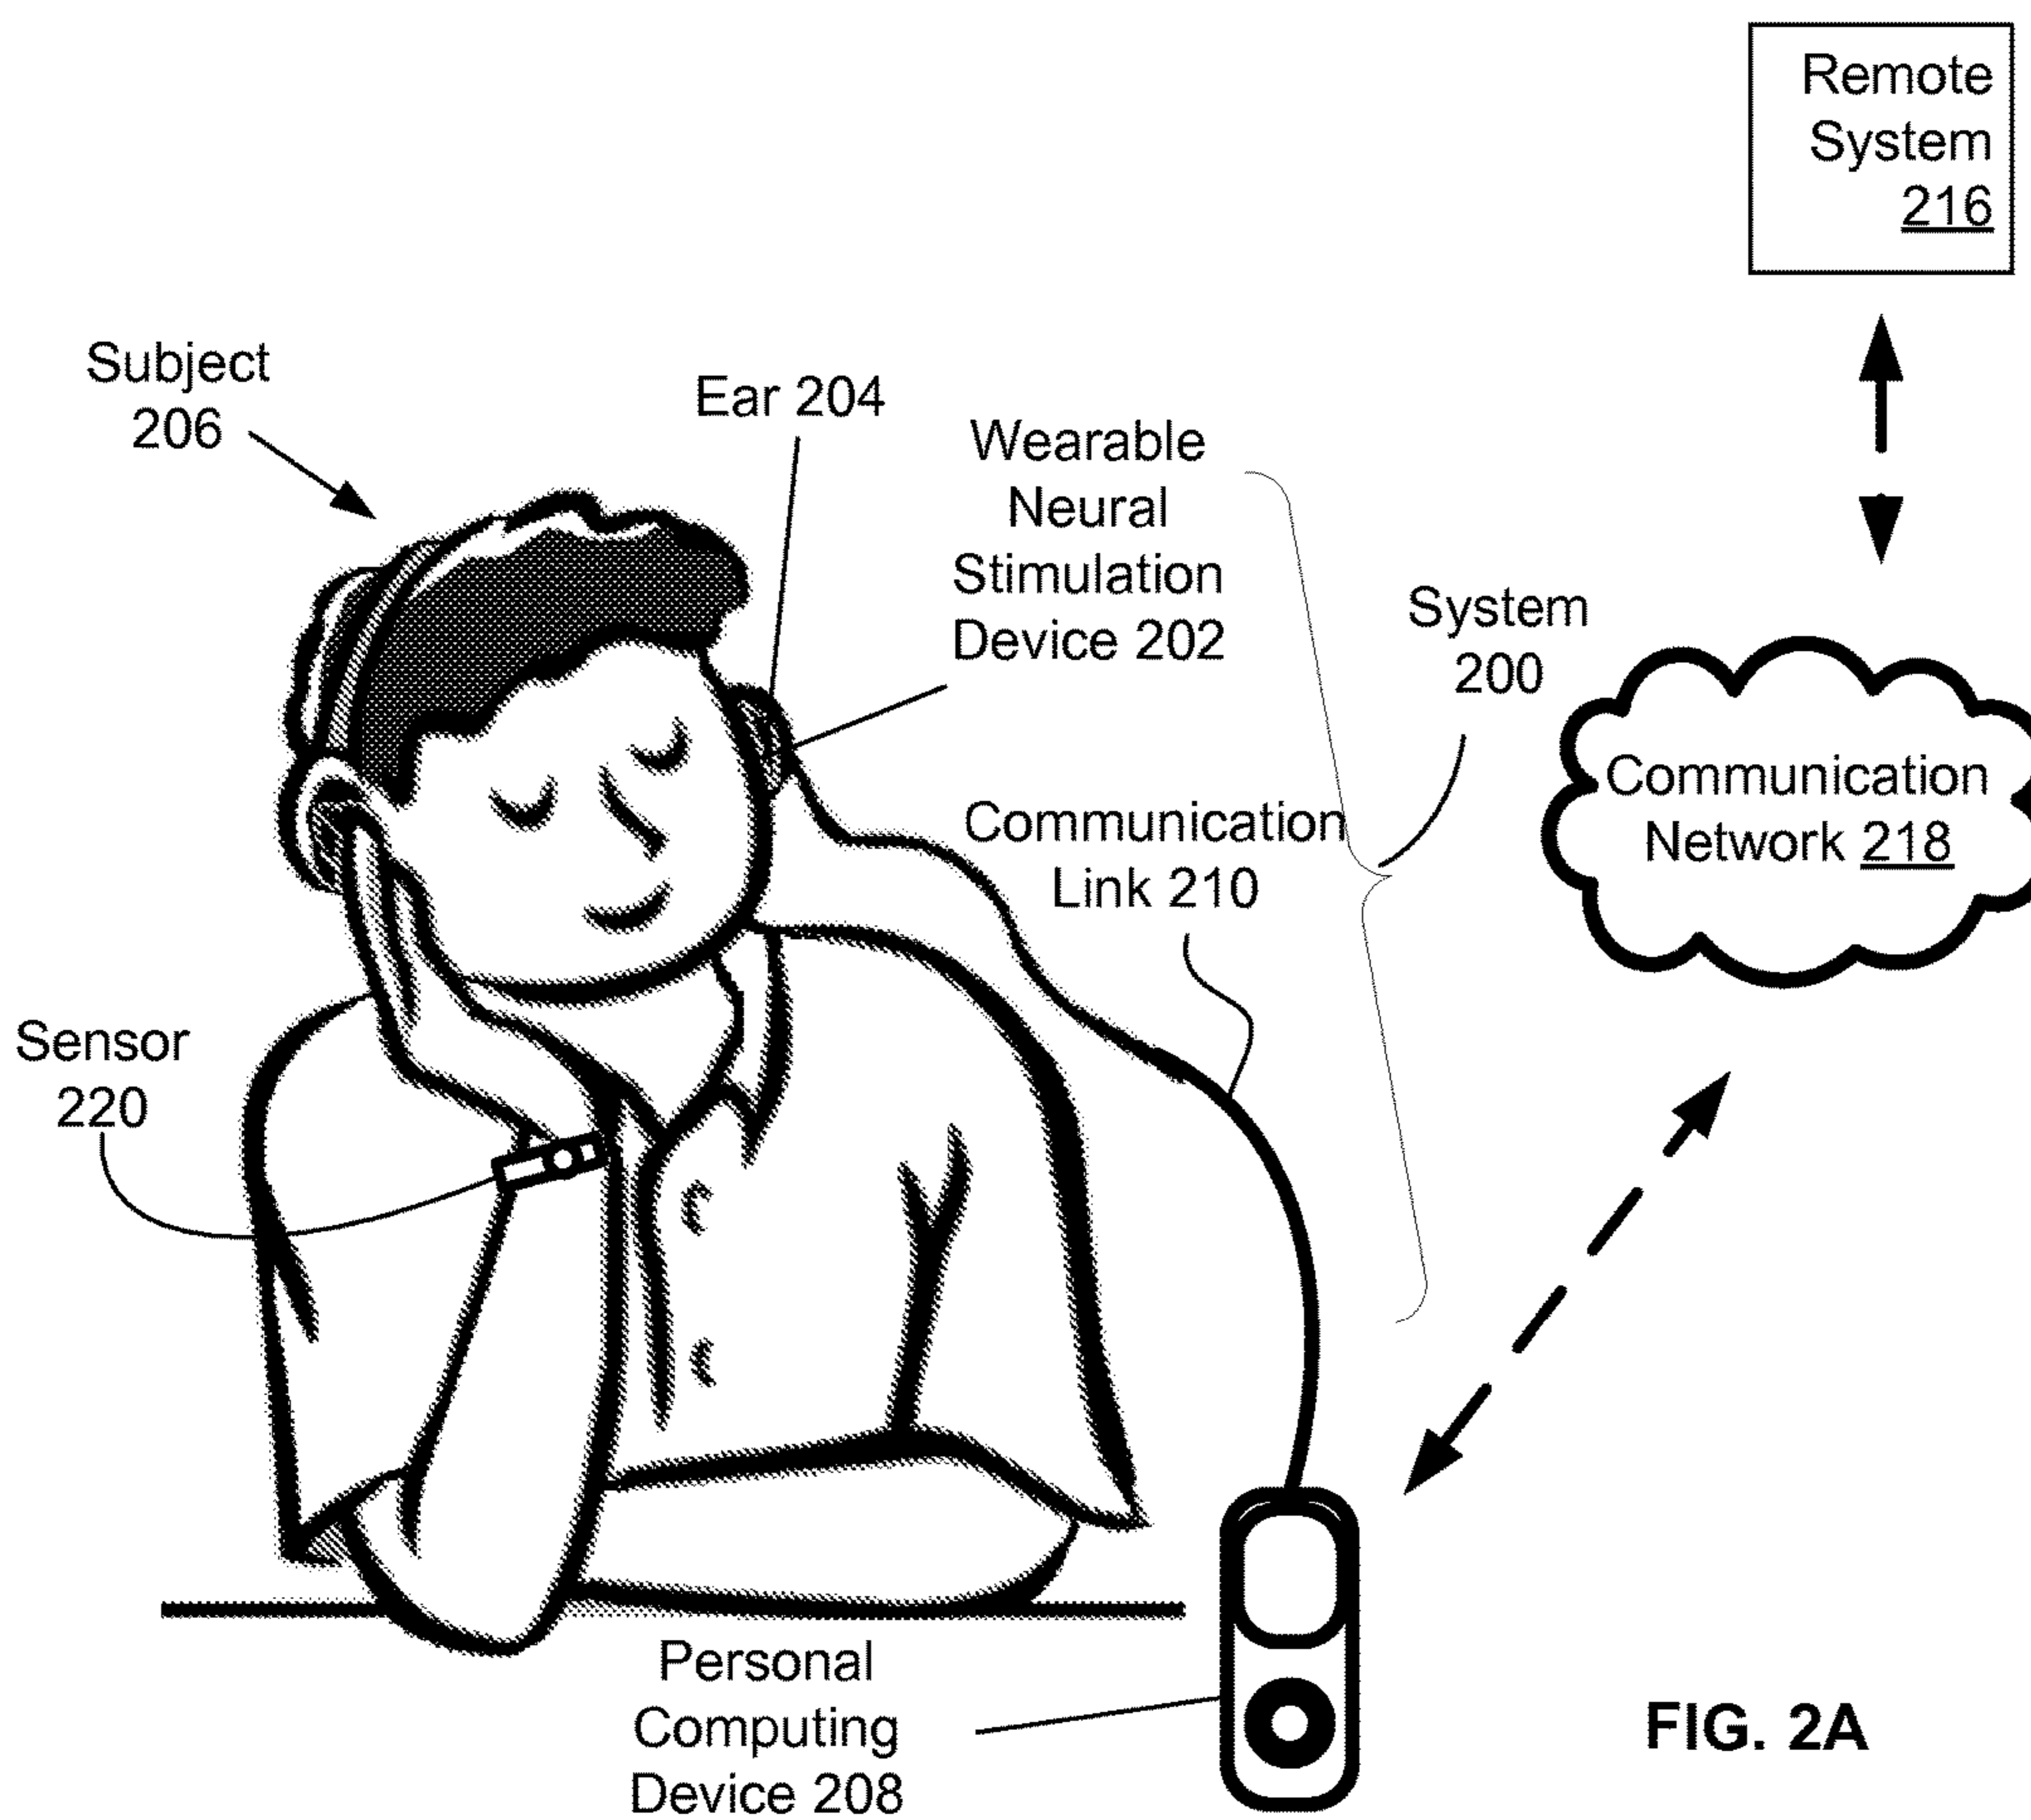 Remote
System
216
Subject
206
Ear 204
Wearable
Neural
Stimulation
Device 202
System
200
Communication
Network 218
Communication
Link 210
Sensor
220
Personal
Computing
Device 208
FIG. 2A